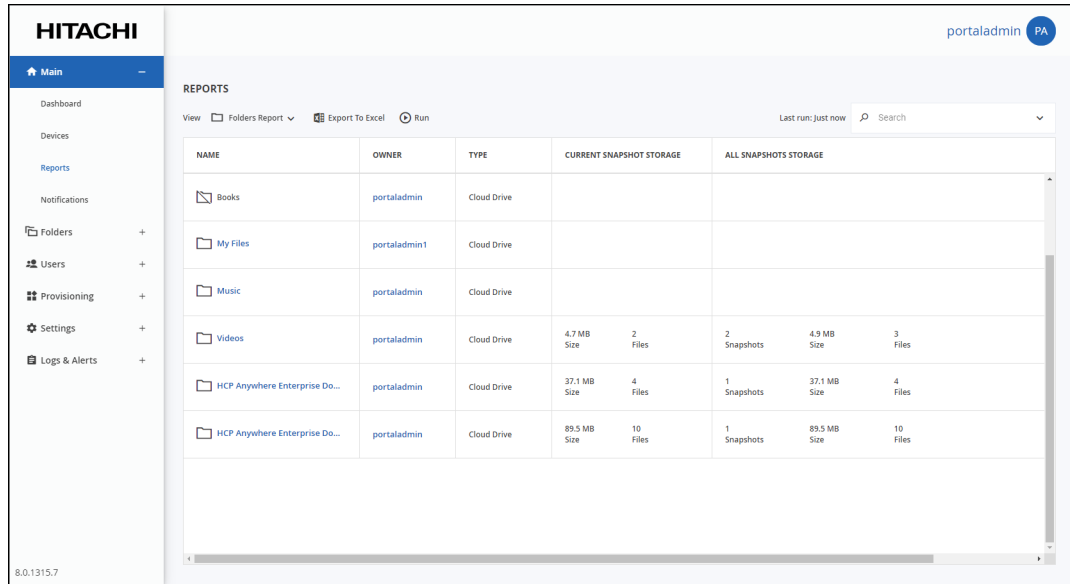 HITACHI
portaladmin PA
Main
Dashboard
Devices
Reports
Notifications
Folders
Users
Provisioning
Settings
Logs & Alerts
8.0.1315.7
REPORTS
View Folders Report Export To Excel Run Last run: Just now Search
NAME OWNER TYPE CURRENT SNAPSHOT STORAGE ALL SNAPSHOTS STORAGE
Books portaladmin Cloud Drive
My Files portaladmin1 Cloud Drive
Music portaladmin Cloud Drive
Videos portaladmin Cloud Drive
4.7 MB 2 2 4.9 MB 3
Size Files Snapshots Size Files
HCP Anywhere Enterprise Do... portaladmin Cloud Drive
37.1 MB 4 1 37.1 MB 4
Size Files Snapshots Size Files
HCP Anywhere Enterprise Do... portaladmin Cloud Drive
89.5 MB 10 1 89.5 MB 10
Size Files Snapshots Size Files